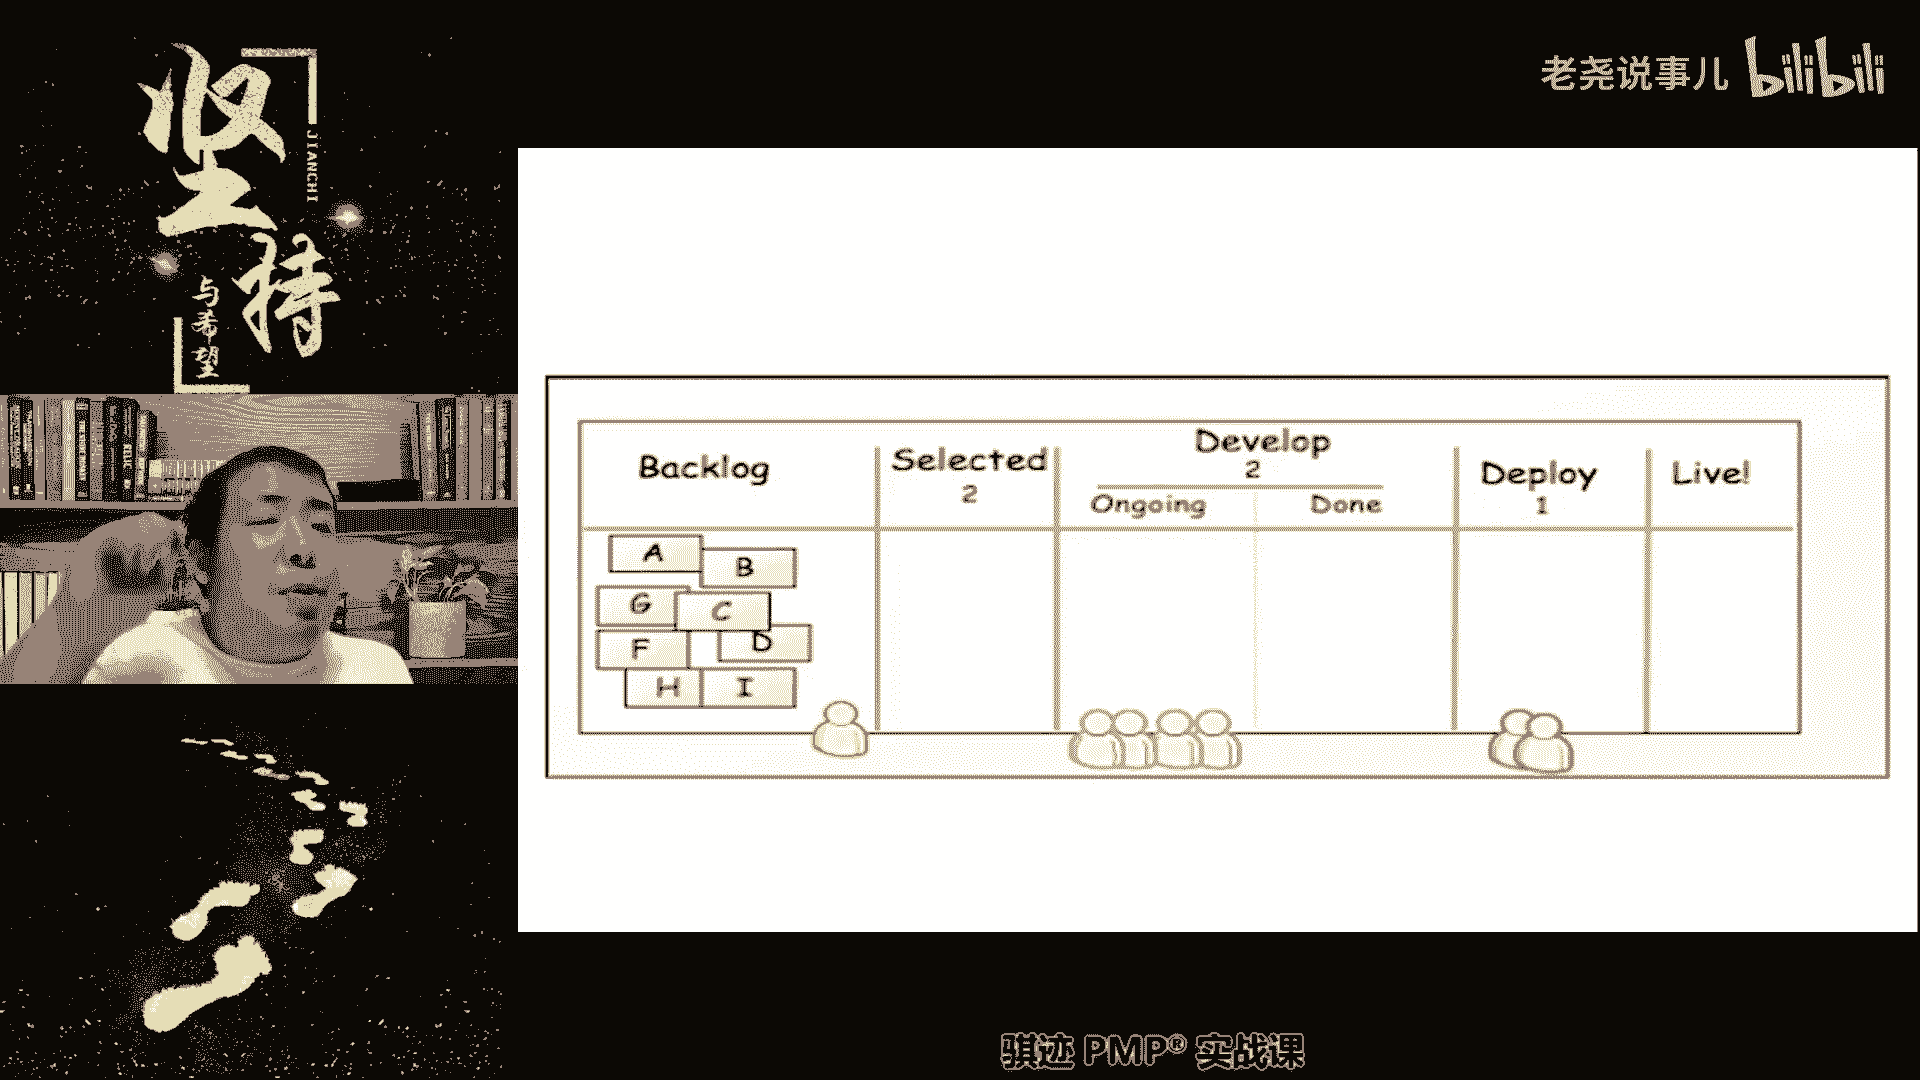 坚持
JIANCHI
与希望
老尧说事儿 bilibili
Backlog
Selected
2
Develop
2
Ongoing
Done
Deploy
1
Live!
A
B
G
C
F
D
H
I
骐迹 PMP® 实战课